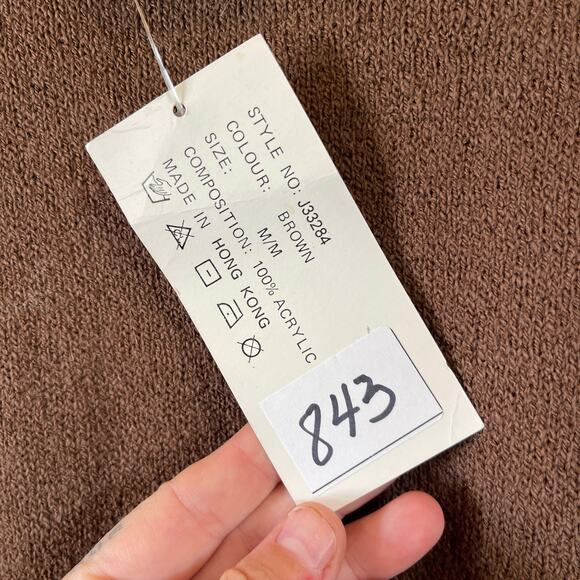 STYLE NO: J33284
COLOUR: BROWN
SIZE: M/M
COMPOSITION: 100% ACRYLIC
MADE IN HONG KONG
843